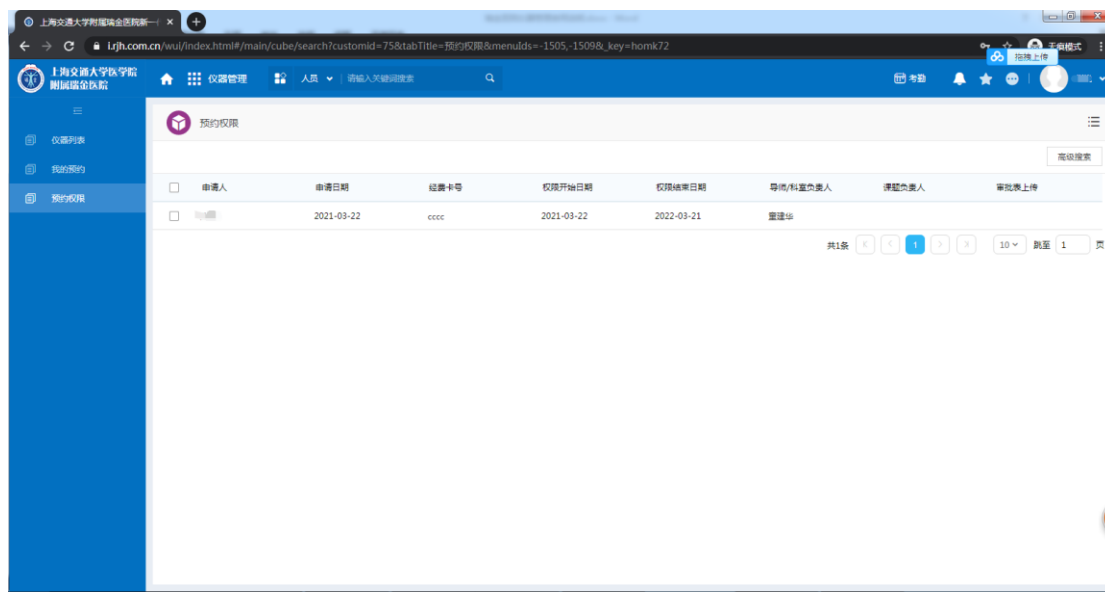 上海交通大学附属瑞金医院新一
i.rjh.com.cn/wui/index.html#/main/cube/search?customid=75&tabTitle=预约权限&menuIds=-1505,-1509&_key=homk72
无痕模式
拖拽上传
上海交通大学医学院
附属瑞金医院
仪器管理
人员
请输入关键词搜索
考勤
仪器列表
我的预约
预约权限
预约权限
高级搜索
申请人 申请日期 经费卡号 权限开始日期 权限结束日期 导师/科室负责人 课题负责人 审批表上传
2021-03-22 cccc 2021-03-22 2022-03-21 童建华
共1条 1 10 跳至 1 页